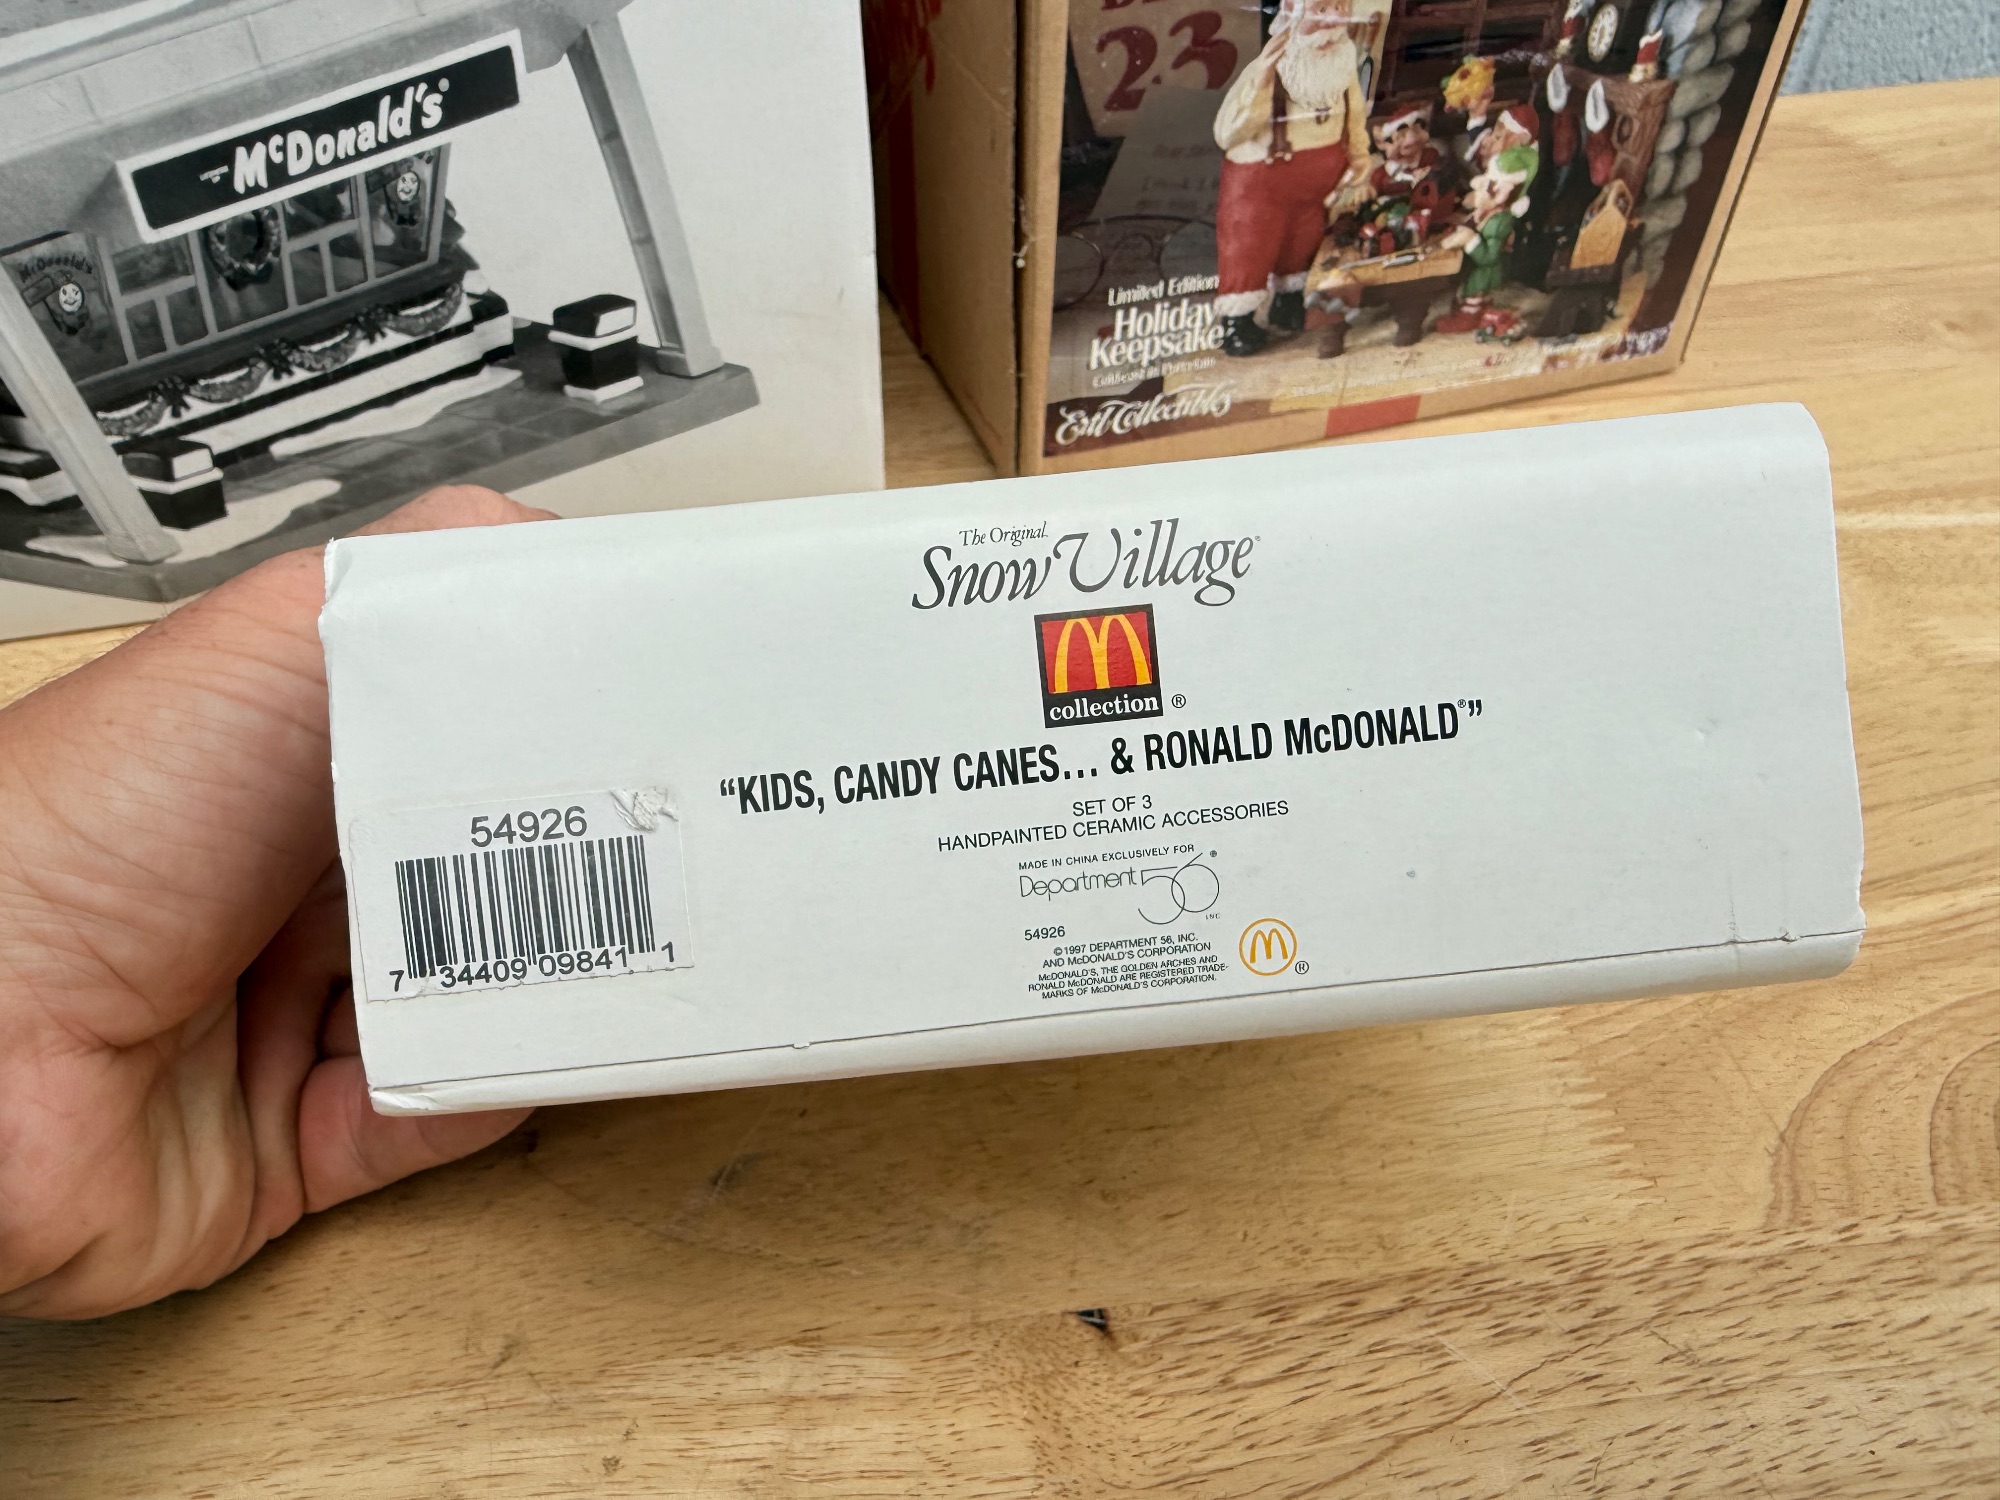 McDonald's®
McDonald's
23
Limited Edition
Holiday
Keepsake
Ertl Collectibles
The Original
Snow Village®
collection ®
“KIDS, CANDY CANES... & RONALD McDONALD®”
SET OF 3
HANDPAINTED CERAMIC ACCESSORIES
MADE IN CHINA EXCLUSIVELY FOR
Department 56®
INC
54926
©1997 DEPARTMENT 56, INC.
AND McDONALD'S CORPORATION
McDONALD'S, THE GOLDEN ARCHES AND
RONALD McDONALD ARE REGISTERED TRADE-
MARKS OF McDONALD'S CORPORATION.
®
54926
7 34409 09841 1